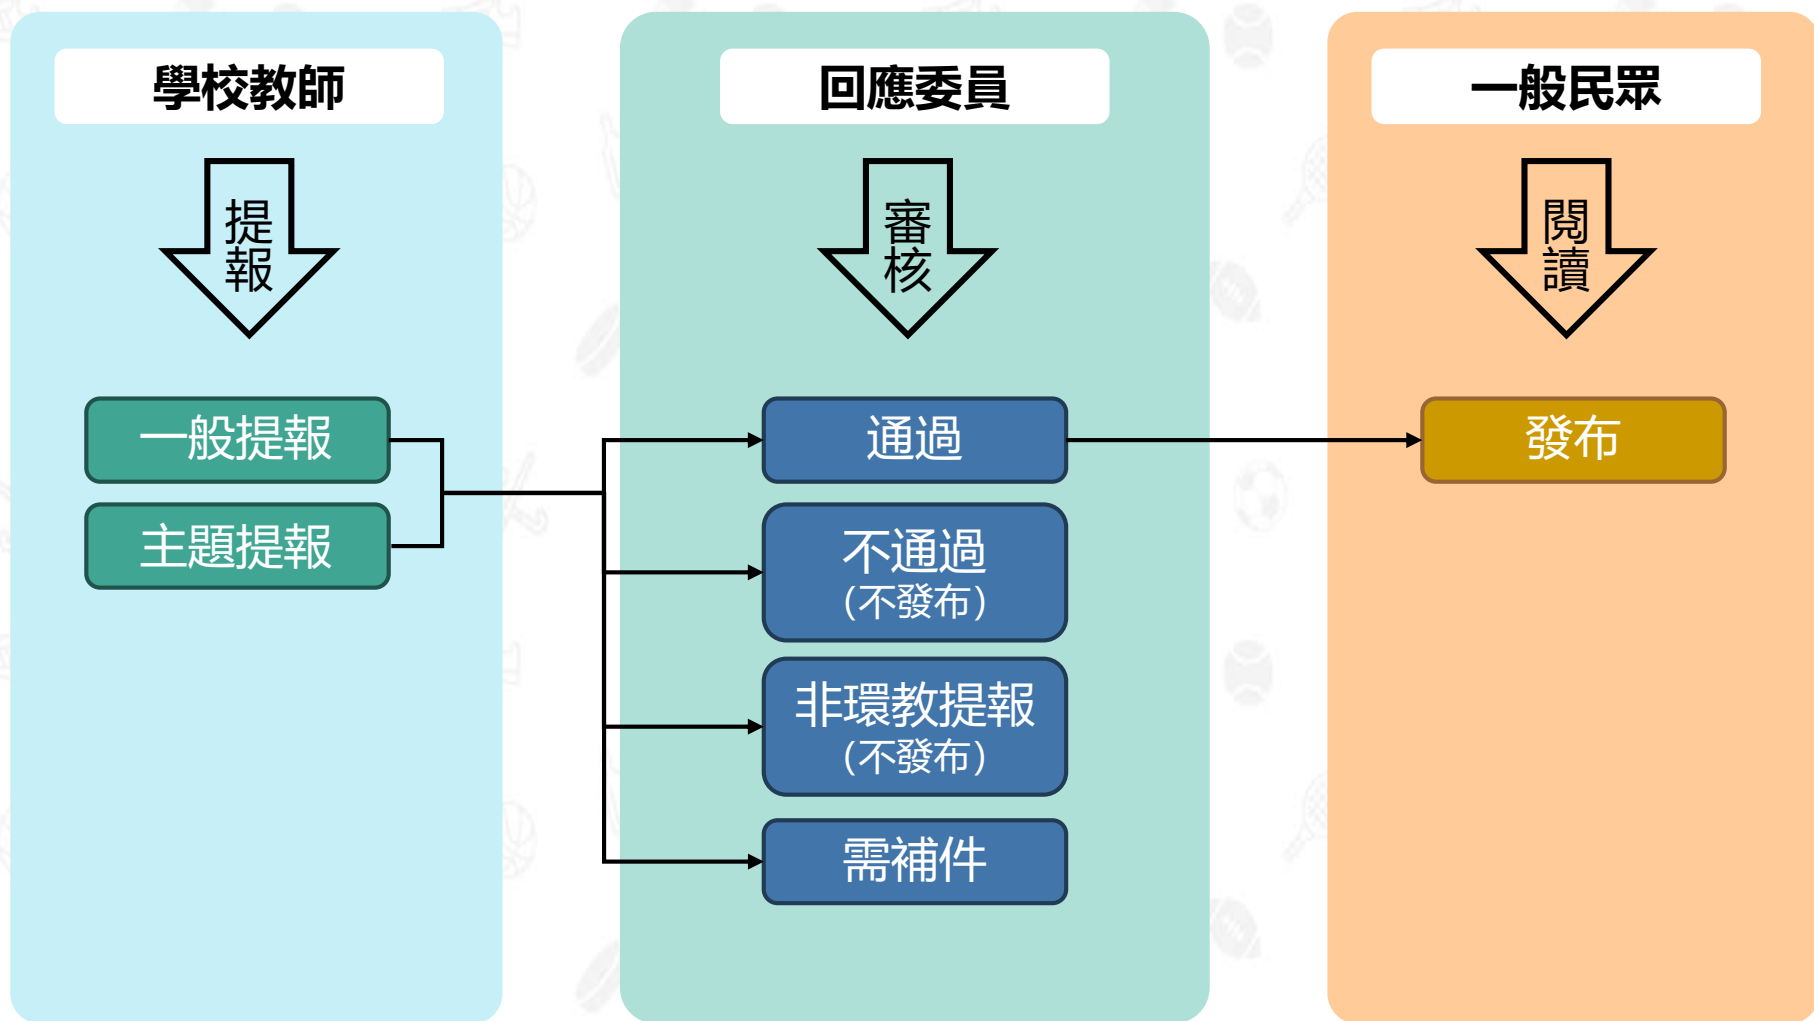 學校教師
提報
一般提報
主題提報
回應委員
審核
通過
不通過
(不發布)
非環教提報
(不發布)
需補件
一般民眾
閱讀
發布